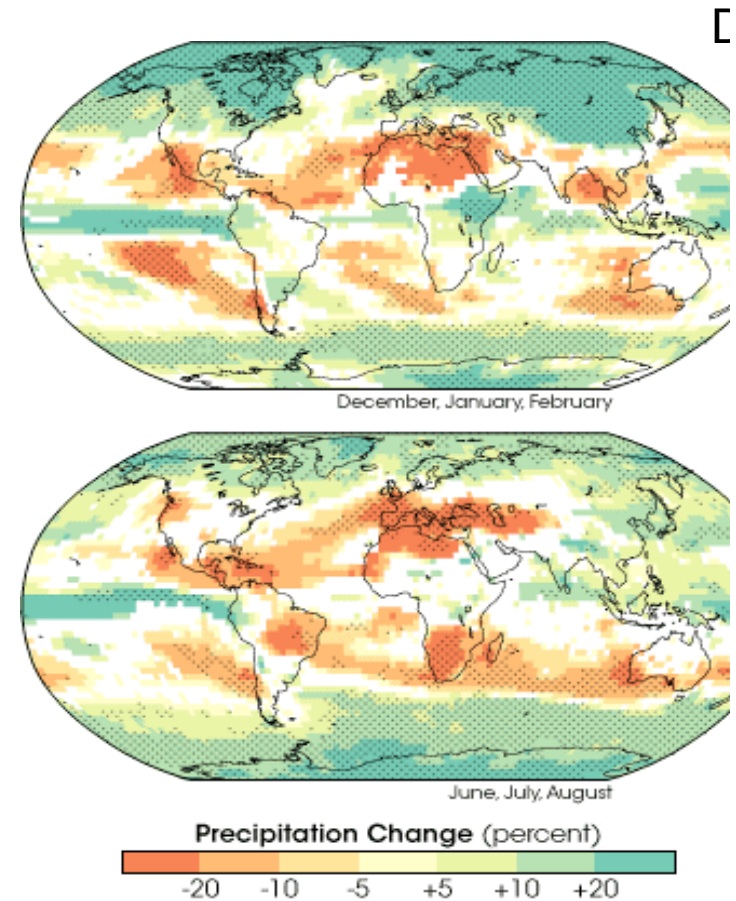 D
December, January, February
June, July, August
Precipitation Change (percent)
-20 -10 -5 +5 +10 +20